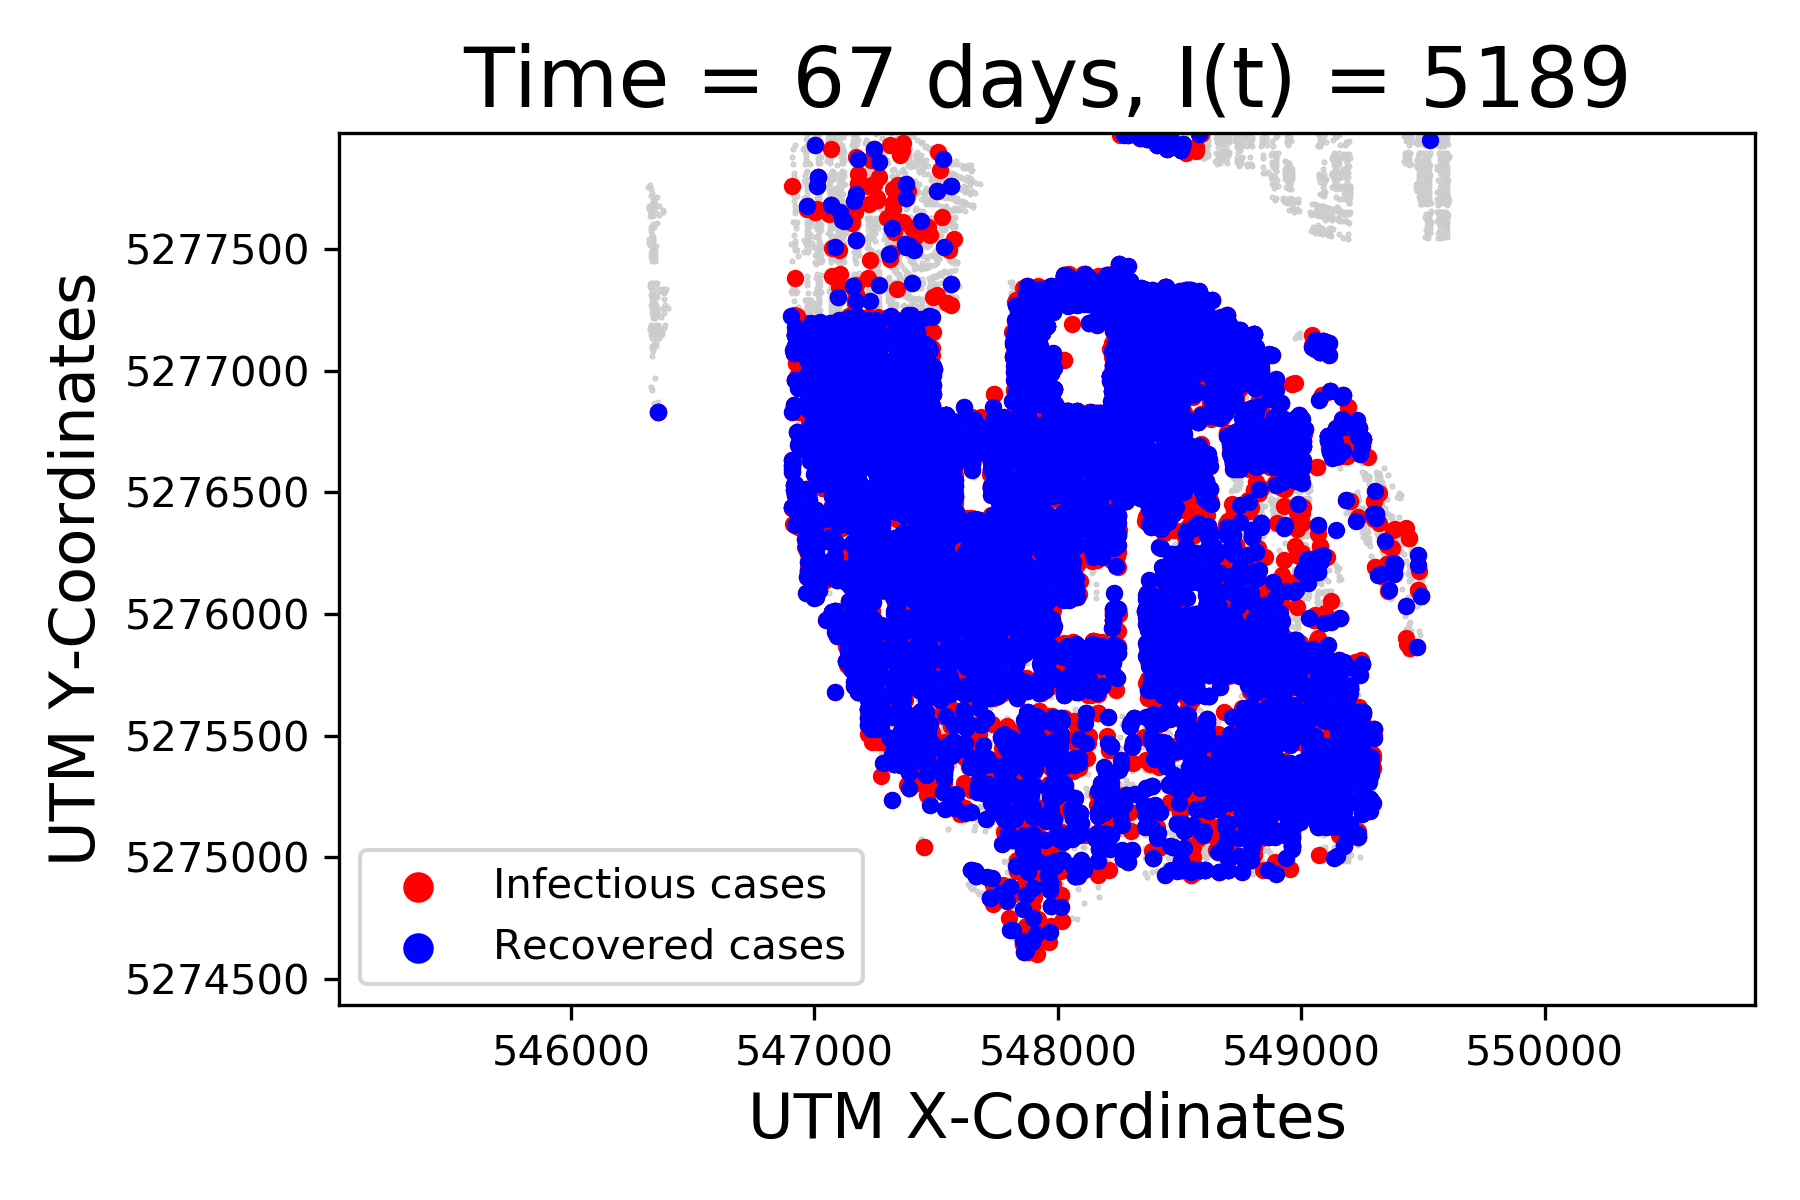 Time = 67 days, I(t) = 5189
UTM Y-Coordinates
5277500
5277000
5276500
5276000
5275500
5275000
5274500
Infectious cases
Recovered cases
546000 547000 548000 549000 550000
UTM X-Coordinates